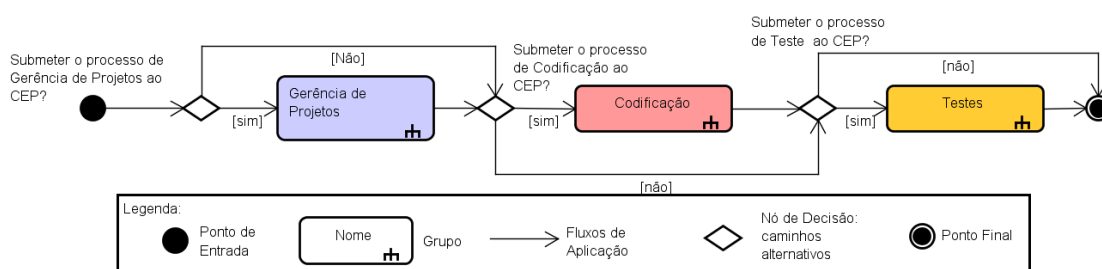 Submeter o processo de
Gerência de Projetos ao
CEP?
[Não]
[sim]
Gerência de
Projetos
Submeter o processo
de Codificação ao
CEP?
[sim]
Codificação
[não]
Submeter o processo
de Teste ao CEP?
[não]
[sim]
Testes
Legenda:
Ponto de
Entrada
Nome
Grupo
Fluxos de
Aplicação
Nó de Decisão:
caminhos
alternativos
Ponto Final